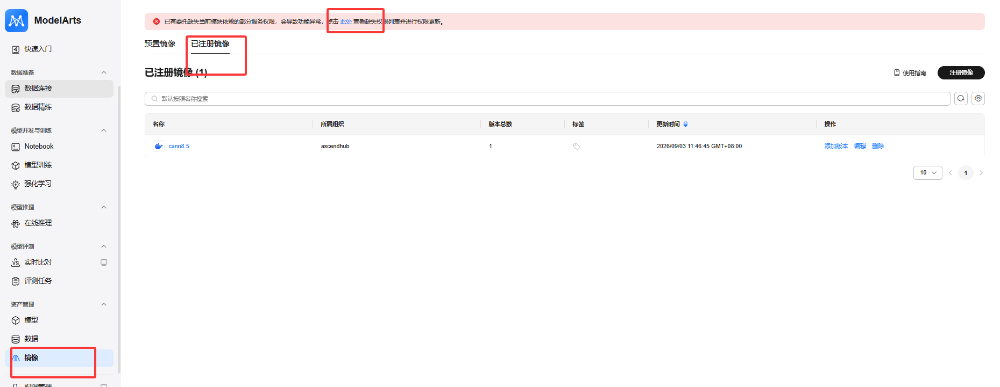 ModelArts
快速入门
数据准备
数据连接
数据精炼
模型开发与训练
Notebook
模型训练
强化学习
模型推理
在线推理
模型评测
实时比对
评测任务
资产管理
模型
数据
镜像
权限管理
已有委托缺失当前模块依赖的部分服务权限，会导致功能异常，点击 此处 查看缺失权限列表并进行权限更新。
预置镜像 已注册镜像
已注册镜像 (1)
使用指南 注册镜像
默认按照名称搜索
名称 所属组织 版本总数 标签 更新时间 操作
cann8.5 ascendhub 1 2026/09/03 11:46:45 GMT+08:00 添加版本 编辑 删除
10 1